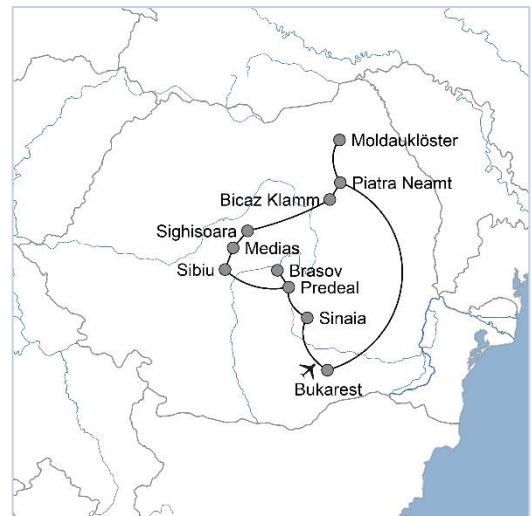 Moldauklöster
Piatra Neamt
Bicaz Klamm
Sighisoara
Medias
Sibiu
Brasov
Predeal
Sinaia
Bukarest